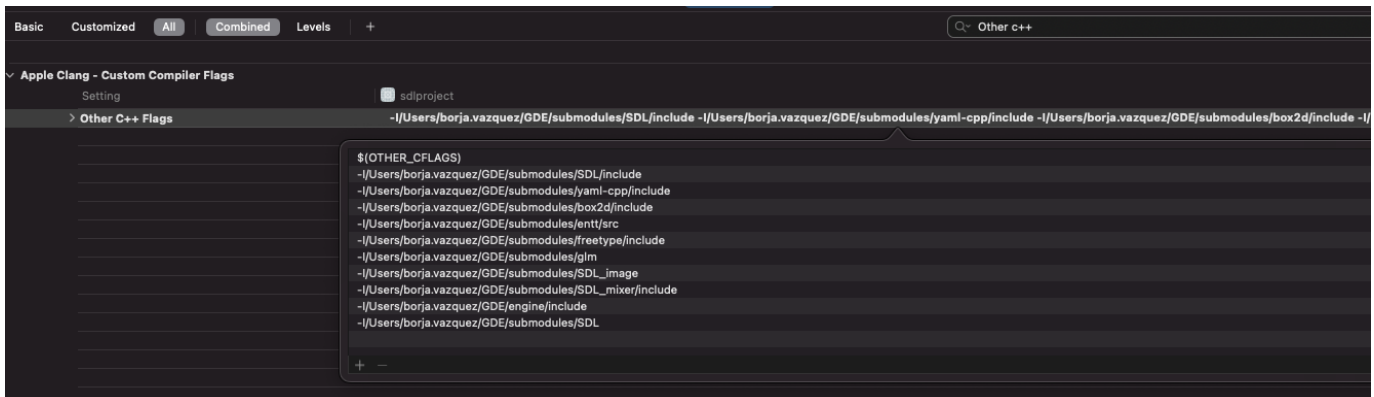 Basic Customized All Combined Levels + Other c++
Apple Clang - Custom Compiler Flags
Setting sdlproject
Other C++ Flags -I/Users/borja.vazquez/GDE/submodules/SDL/include -I/Users/borja.vazquez/GDE/submodules/yaml-cpp/include -I/Users/borja.vazquez/GDE/submodules/box2d/include -I/
$(OTHER_CFLAGS)
-I/Users/borja.vazquez/GDE/submodules/SDL/include
-I/Users/borja.vazquez/GDE/submodules/yaml-cpp/include
-I/Users/borja.vazquez/GDE/submodules/box2d/include
-I/Users/borja.vazquez/GDE/submodules/entt/src
-I/Users/borja.vazquez/GDE/submodules/freetype/include
-I/Users/borja.vazquez/GDE/submodules/glm
-I/Users/borja.vazquez/GDE/submodules/SDL_image
-I/Users/borja.vazquez/GDE/submodules/SDL_mixer/include
-I/Users/borja.vazquez/GDE/engine/include
-I/Users/borja.vazquez/GDE/submodules/SDL
+ −